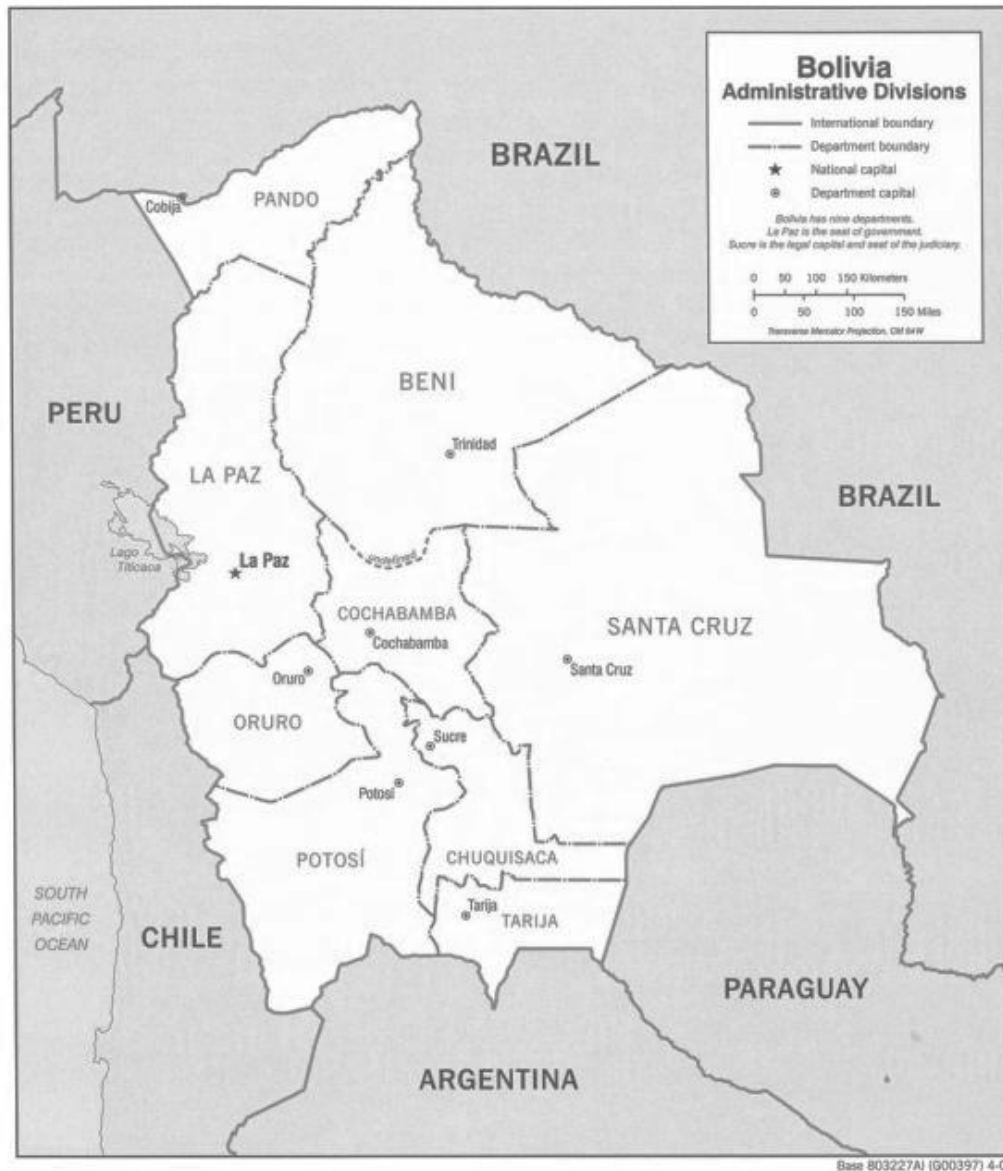 Bolivia
Administrative Divisions
International boundary
Department boundary
National capital
Department capital
Bolivia has nine departments.
La Paz is the seat of government.
Sucre is the legal capital and seat of the judiciary.
0 50 100 150 Kilometers
0 50 100 150 Miles
Transverse Mercator Projection, CM 64W
BRAZIL
PANDO
Cobija
BENI
PERU
Trinidad
LA PAZ
BRAZIL
Lago
Titicaca
undefined
La Paz
COCHABAMBA
Cochabamba
SANTA CRUZ
Santa Cruz
Oruro
ORURO
Sucre
Potosí
POTOSÍ
CHUQUISACA
Tarija
TARIJA
SOUTH
PACIFIC
OCEAN
CHILE
PARAGUAY
ARGENTINA
Base 803227AI (G00397)